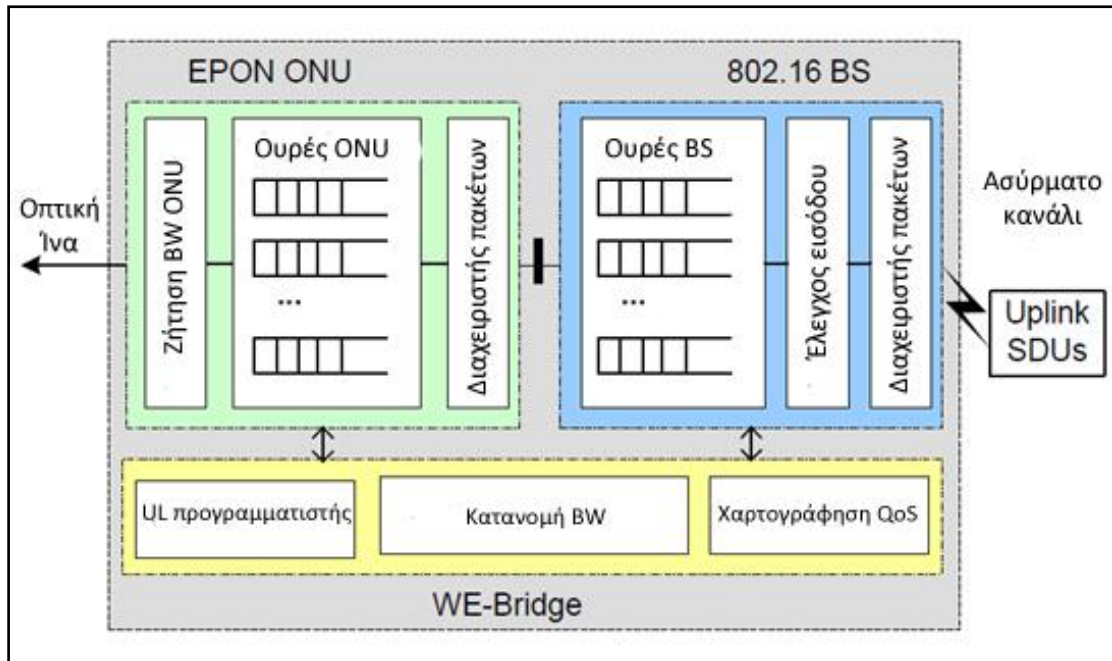 EPON ONU
802.16 BS
Οπτική
Ίνα
Ζήτηση BW ONU
Ουρές ONU
...
Διαχειριστής πακέτων
Ουρές BS
...
Έλεγχος εισόδου
Διαχειριστής πακέτων
Ασύρματο
κανάλι
Uplink
SDUs
UL προγραμματιστής
Κατανομή BW
Χαρτογράφηση QoS
WE-Bridge